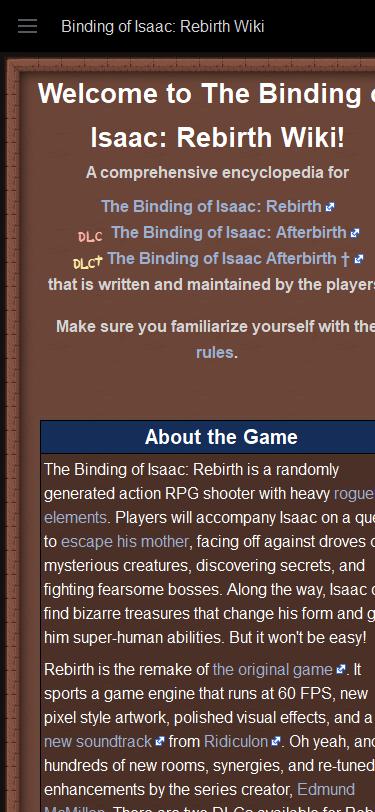 Binding of Isaac: Rebirth Wiki
Welcome to The Binding
Isaac: Rebirth Wiki!
A comprehensive encyclopedia for
The Binding of Isaac: Rebirth
DLC The Binding of Isaac: Afterbirth
DLC† The Binding of Isaac Afterbirth †
that is written and maintained by the players
Make sure you familiarize yourself with the
rules.
About the Game
The Binding of Isaac: Rebirth is a randomly
generated action RPG shooter with heavy rogue
elements. Players will accompany Isaac on a que
to escape his mother, facing off against droves o
mysterious creatures, discovering secrets, and
fighting fearsome bosses. Along the way, Isaac
find bizarre treasures that change his form and g
him super-human abilities. But it won't be easy!
Rebirth is the remake of the original game. It
sports a game engine that runs at 60 FPS, new
pixel style artwork, polished visual effects, and a
new soundtrack from Ridiculon. Oh yeah, and
hundreds of new rooms, synergies, and re-tuned
enhancements by the series creator, Edmund
McMillen. There are two DLCs available for Reb